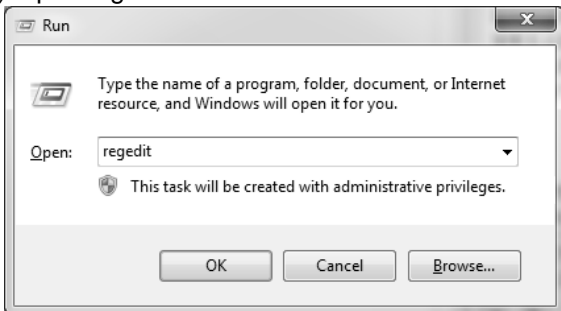 Run
Type the name of a program, folder, document, or Internet
resource, and Windows will open it for you.
Open: regedit
This task will be created with administrative privileges.
OK Cancel Browse...